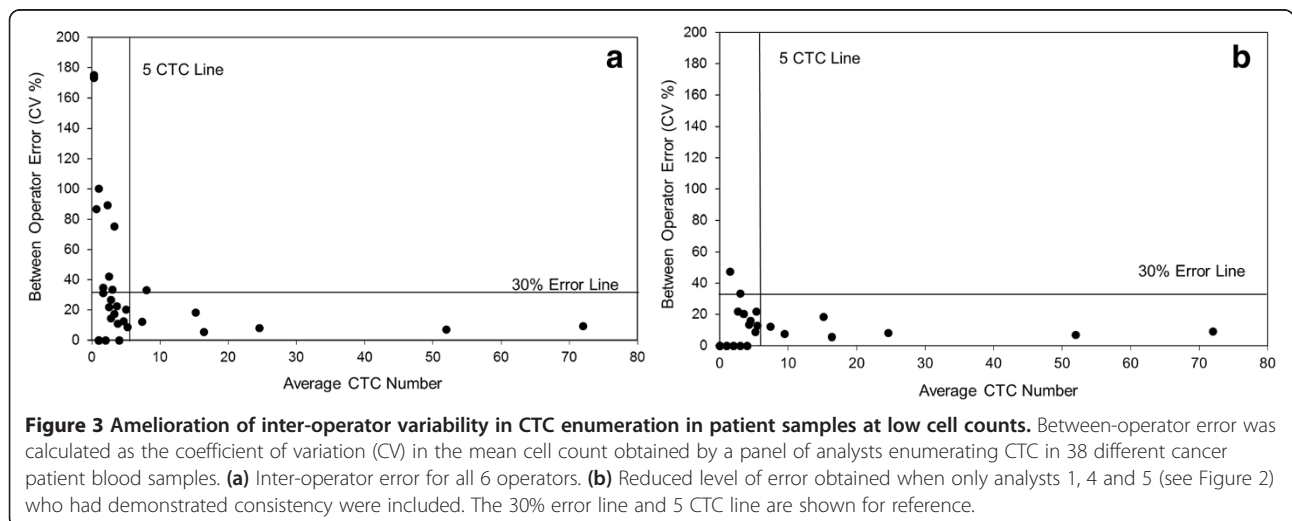 a
200
180
160
140
120
100
80
60
40
20
0
Between Operator Error (CV %)
5 CTC Line
30% Error Line
0 10 20 30 40 50 60 70 80
Average CTC Number
b
200
180
160
140
120
100
80
60
40
20
0
Between Operator Error (CV %)
5 CTC Line
30% Error Line
0 10 20 30 40 50 60 70 80
Average CTC Number
Figure 3 Amelioration of inter-operator variability in CTC enumeration in patient samples at low cell counts. Between-operator error was
calculated as the coefficient of variation (CV) in the mean cell count obtained by a panel of analysts enumerating CTC in 38 different cancer
patient blood samples. (a) Inter-operator error for all 6 operators. (b) Reduced level of error obtained when only analysts 1, 4 and 5 (see Figure 2)
who had demonstrated consistency were included. The 30% error line and 5 CTC line are shown for reference.